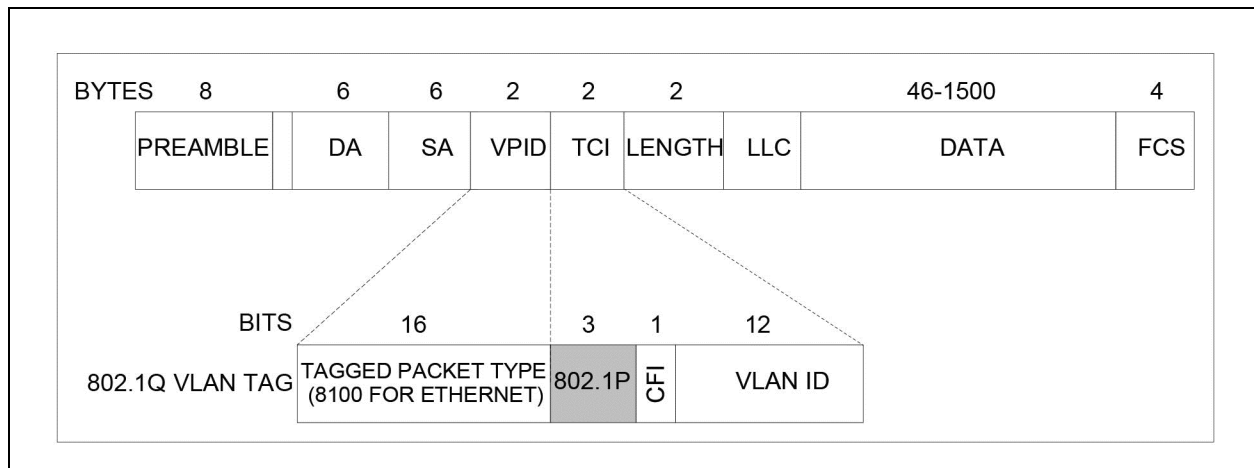 BYTES 8 6 6 2 2 2 46-1500 4
PREAMBLE DA SA VPID TCI LENGTH LLC DATA FCS
BITS 16 3 1 12
802.1Q VLAN TAG TAGGED PACKET TYPE (8100 FOR ETHERNET) 802.1P CFI VLAN ID